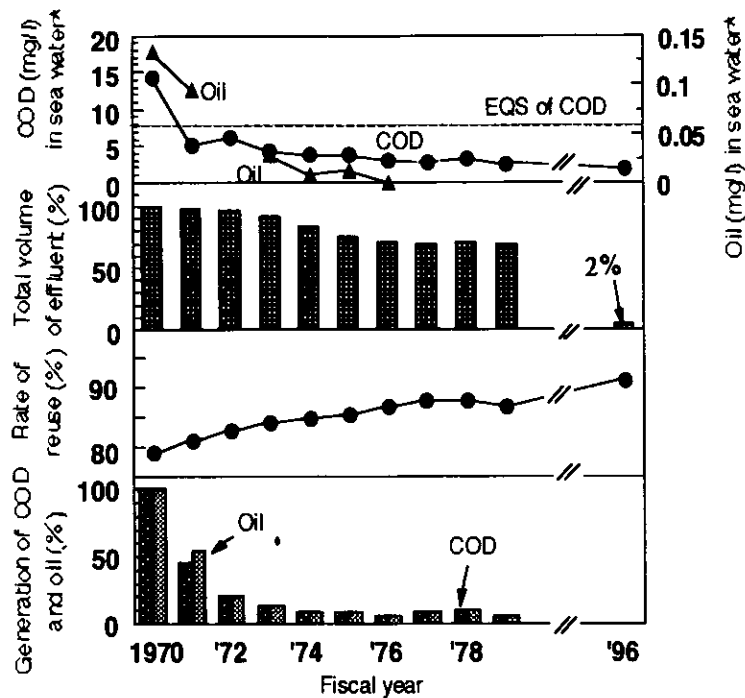 COD (mg/l)
in sea water*
20
15
10
5
0
Oil
EQS of COD
COD
Oil
0.15
0.1
0.05
0
Oil (mg/l) in sea water*
Total volume
of effluent (%)
100
50
0
2%
Rate of
reuse (%)
90
80
Generation of COD
and oil (%)
100
50
0
Oil
COD
1970 '72 '74 '76 '78 '96
Fiscal year